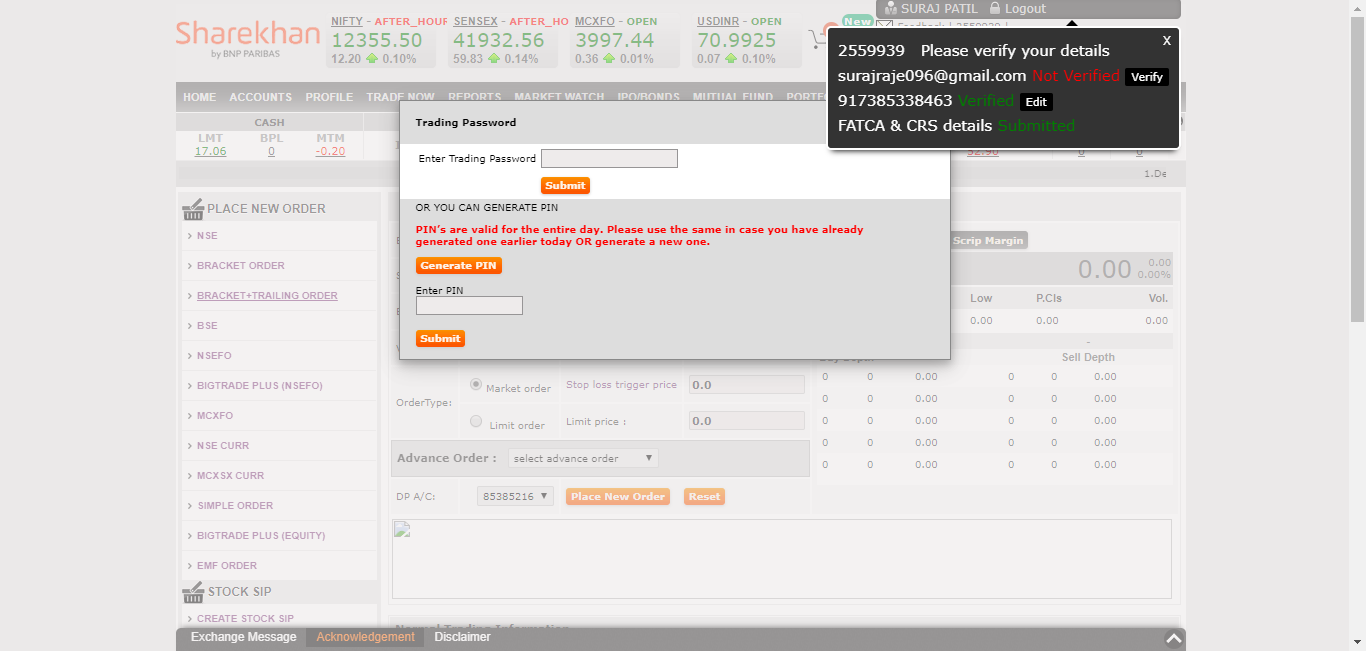 Sharekhan
by BNP PARIBAS
NIFTY - AFTER_HOUR
12355.50
12.20 0.10%
SENSEX - AFTER_HO
41932.56
59.83 0.14%
MCXFO - OPEN
3997.44
0.36 0.01%
USDINR - OPEN
70.9925
0.07 0.10%
New
SURAJ PATIL Logout
Feedback | 2559939 |
X
2559939 Please verify your details
surajraje096@gmail.com Not Verified Verify
917385338463 Verified Edit
FATCA & CRS details Submitted
HOME ACCOUNTS PROFILE TRADE NOW REPORTS MARKET WATCH IPO/BONDS MUTUAL FUND PORTFO
CASH
LMT BPL MTM
17.06 0 -0.20
52.96 0 0
1.De
Trading Password
Enter Trading Password
Submit
OR YOU CAN GENERATE PIN
PIN's are valid for the entire day. Please use the same in case you have already
generated one earlier today OR generate a new one.
Generate PIN
Enter PIN
Submit
PLACE NEW ORDER
> NSE
> BRACKET ORDER
> BRACKET+TRAILING ORDER
> BSE
> NSEFO
> BIGTRADE PLUS (NSEFO)
> MCXFO
> NSE CURR
> MCXSX CURR
> SIMPLE ORDER
> BIGTRADE PLUS (EQUITY)
> EMF ORDER
STOCK SIP
> CREATE STOCK SIP
Scrip Margin
0.00 0.00
0.00%
Low P.Cls Vol.
0.00 0.00 0.00
-
Buy Depth Sell Depth
0 0 0.00 0 0 0.00
0 0 0.00 0 0 0.00
0 0 0.00 0 0 0.00
0 0 0.00 0 0 0.00
0 0 0.00 0 0 0.00
OrderType:
Market order Stop loss trigger price 0.0
Limit order Limit price : 0.0
Advance Order : select advance order
DP A/C: 85385216 Place New Order Reset
Normal Trading Information
Exchange Message Acknowledgement Disclaimer